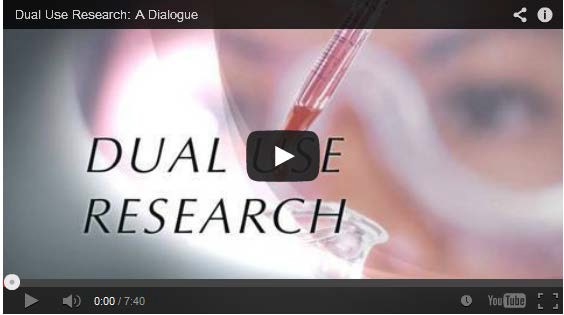 Dual Use Research: A Dialogue
DUAL USE
RESEARCH
0:00 / 7:40
YouTube